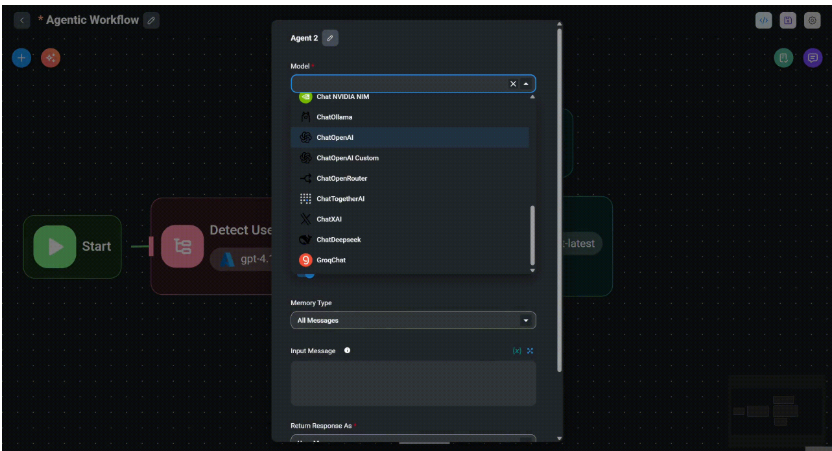 * Agentic Workflow
Agent 2
Model *
Chat NVIDIA NIM
ChatOllama
ChatOpenAI
ChatOpenAI Custom
ChatOpenRouter
ChatTogetherAI
ChatXAI
ChatDeepseek
GroqChat
Start
Detect Use
gpt-4.
-latest
Memory Type
All Messages
Input Message
{x}
Return Response As *